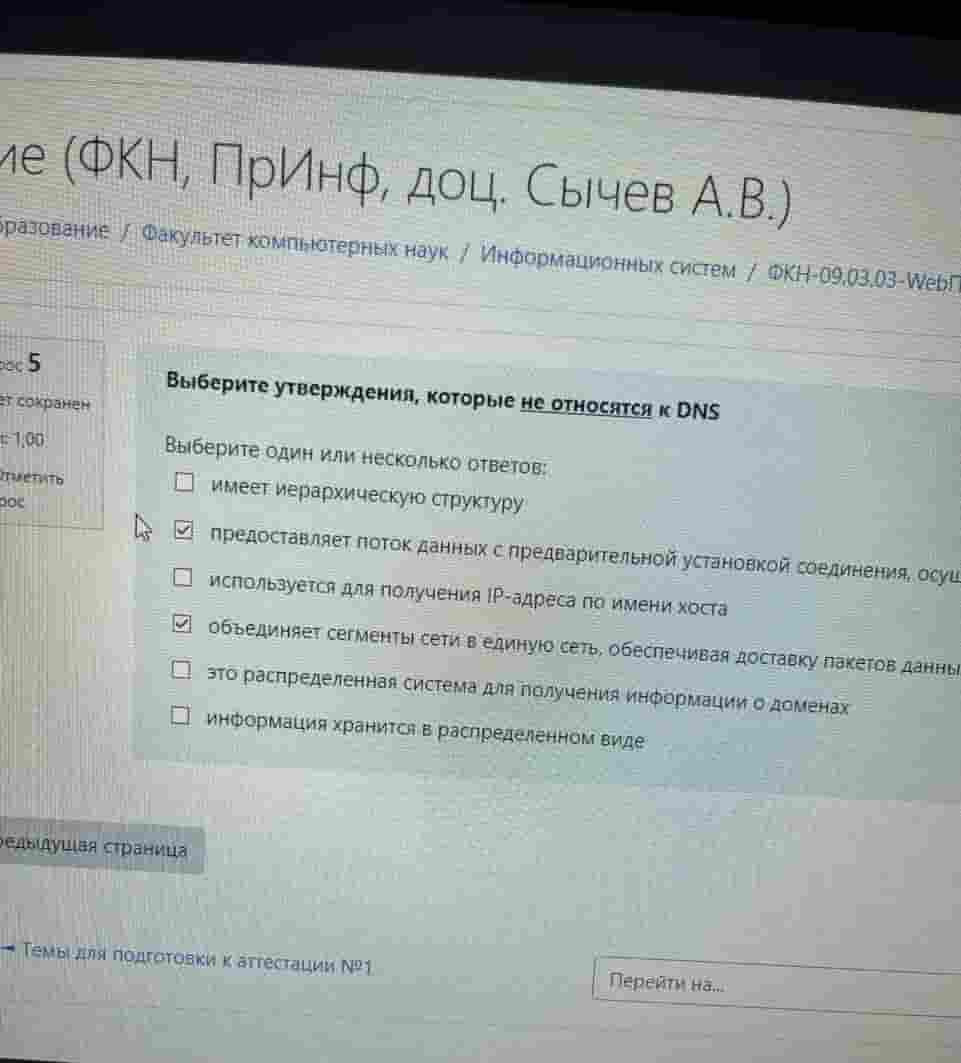 ие (ФКН, ПрИнф, доц. Сычев А.В.)
бразование / Факультет компьютерных наук / Информационных систем / ФКН-09.03.03-WebП
рос 5
ет сохранен
с: 1,00
Отметить
рос
Выберите утверждения, которые не относятся к DNS
Выберите один или несколько ответов:
имеет иерархическую структуру
предоставляет поток данных с предварительной установкой соединения, осущ
используется для получения IP-адреса по имени хоста
объединяет сегменты сети в единую сеть, обеспечивая доставку пакетов данны
это распределенная система для получения информации о доменах
информация хранится в распределенном виде
редыдущая страница
Темы для подготовки к аттестации №1
Перейти на...